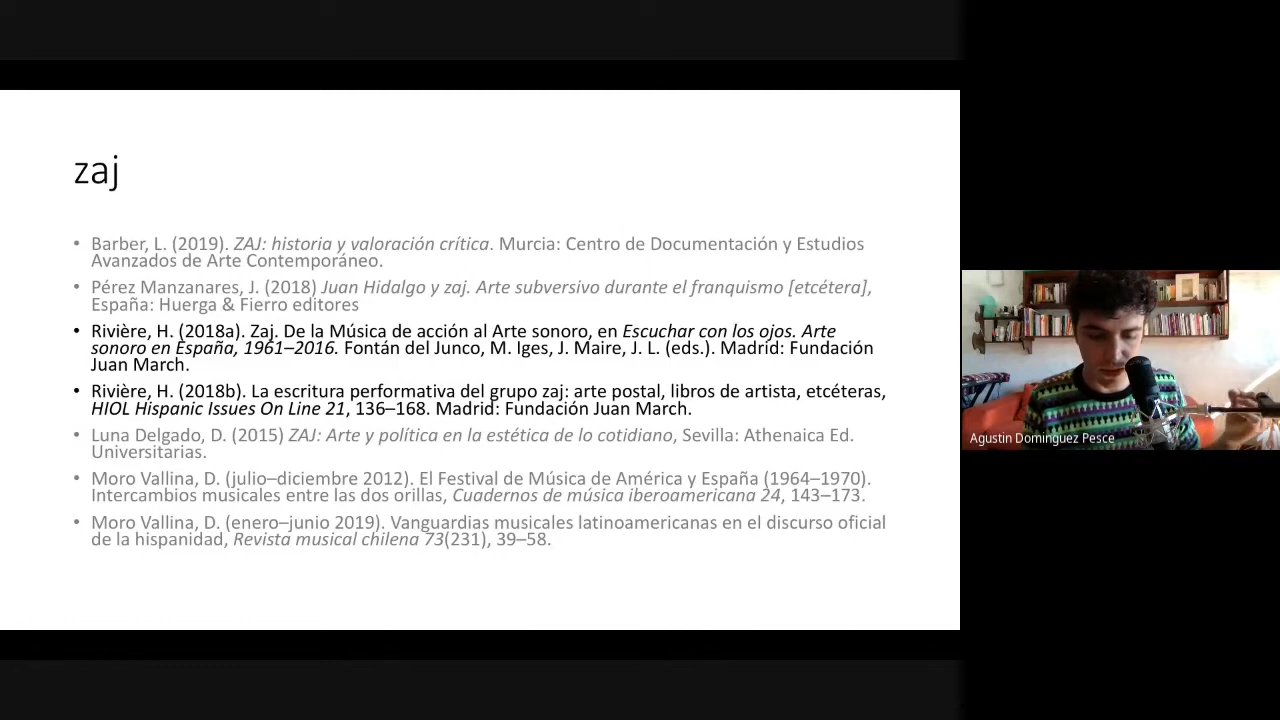 zaj
• Barber, L. (2019). ZAJ: historia y valoración crítica. Murcia: Centro de Documentación y Estudios
Avanzados de Arte Contemporáneo.
• Pérez Manzanares, J. (2018) Juan Hidalgo y zaj. Arte subversivo durante el franquismo [etcétera],
España: Huerga & Fierro editores
• Rivière, H. (2018a). Zaj. De la Música de acción al Arte sonoro, en Escuchar con los ojos. Arte
sonoro en España, 1961–2016. Fontán del Junco, M. Iges, J. Maire, J. L. (eds.). Madrid: Fundación
Juan March.
• Rivière, H. (2018b). La escritura performativa del grupo zaj: arte postal, libros de artista, etcéteras,
HIOL Hispanic Issues On Line 21, 136–168. Madrid: Fundación Juan March.
• Luna Delgado, D. (2015) ZAJ: Arte y política en la estética de lo cotidiano, Sevilla: Athenaica Ed.
Universitarias.
• Moro Vallina, D. (julio–diciembre 2012). El Festival de Música de América y España (1964–1970).
Intercambios musicales entre las dos orillas, Cuadernos de música iberoamericana 24, 143–173.
• Moro Vallina, D. (enero–junio 2019). Vanguardias musicales latinoamericanas en el discurso oficial
de la hispanidad, Revista musical chilena 73(231), 39–58.
Agustin Dominguez Pesce